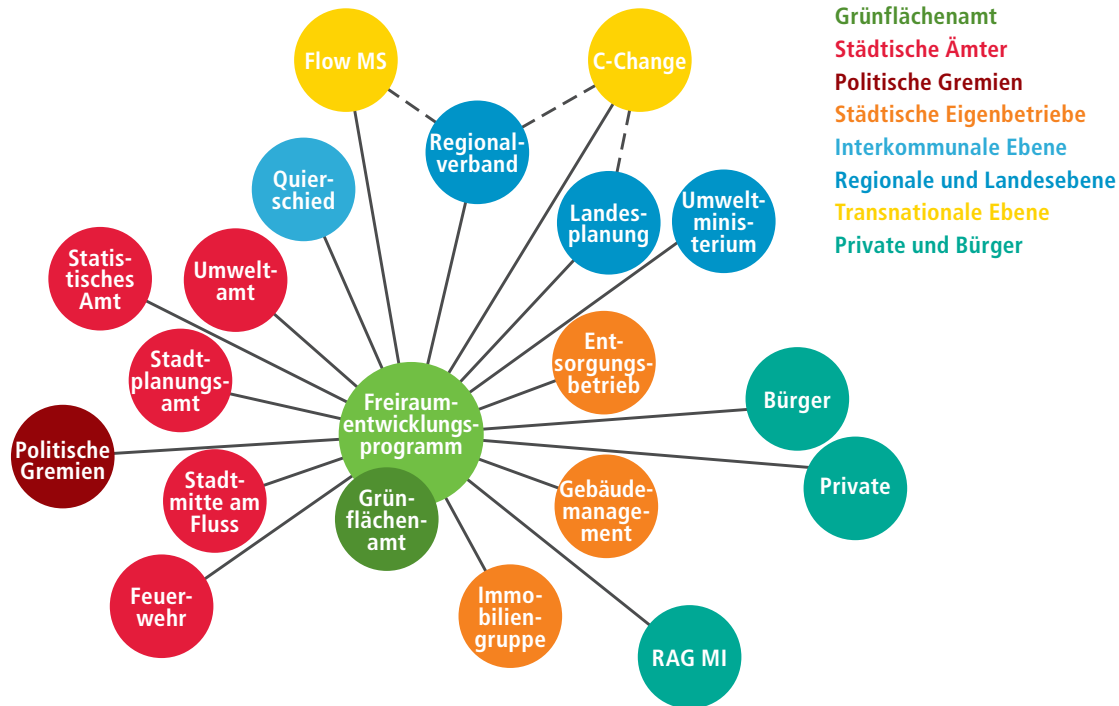 Flow MS
C-Change
Regional-
verband
Quier-
schied
Landes-
planung
Umwelt-
minis-
terium
Statis-
tisches
Amt
Umwelt-
amt
Stadt-
planungs-
amt
Ent-
sorgungs-
betrieb
Freiraum-
entwicklungs-
programm
Bürger
Politische
Gremien
Stadt-
mitte am
Fluss
Grün-
flächen-
amt
Gebäude-
manage-
ment
Private
Feuer-
wehr
Immo-
bilien-
gruppe
RAG MI
Grünflächenamt
Städtische Ämter
Politische Gremien
Städtische Eigenbetriebe
Interkommunale Ebene
Regionale und Landesebene
Transnationale Ebene
Private und Bürger